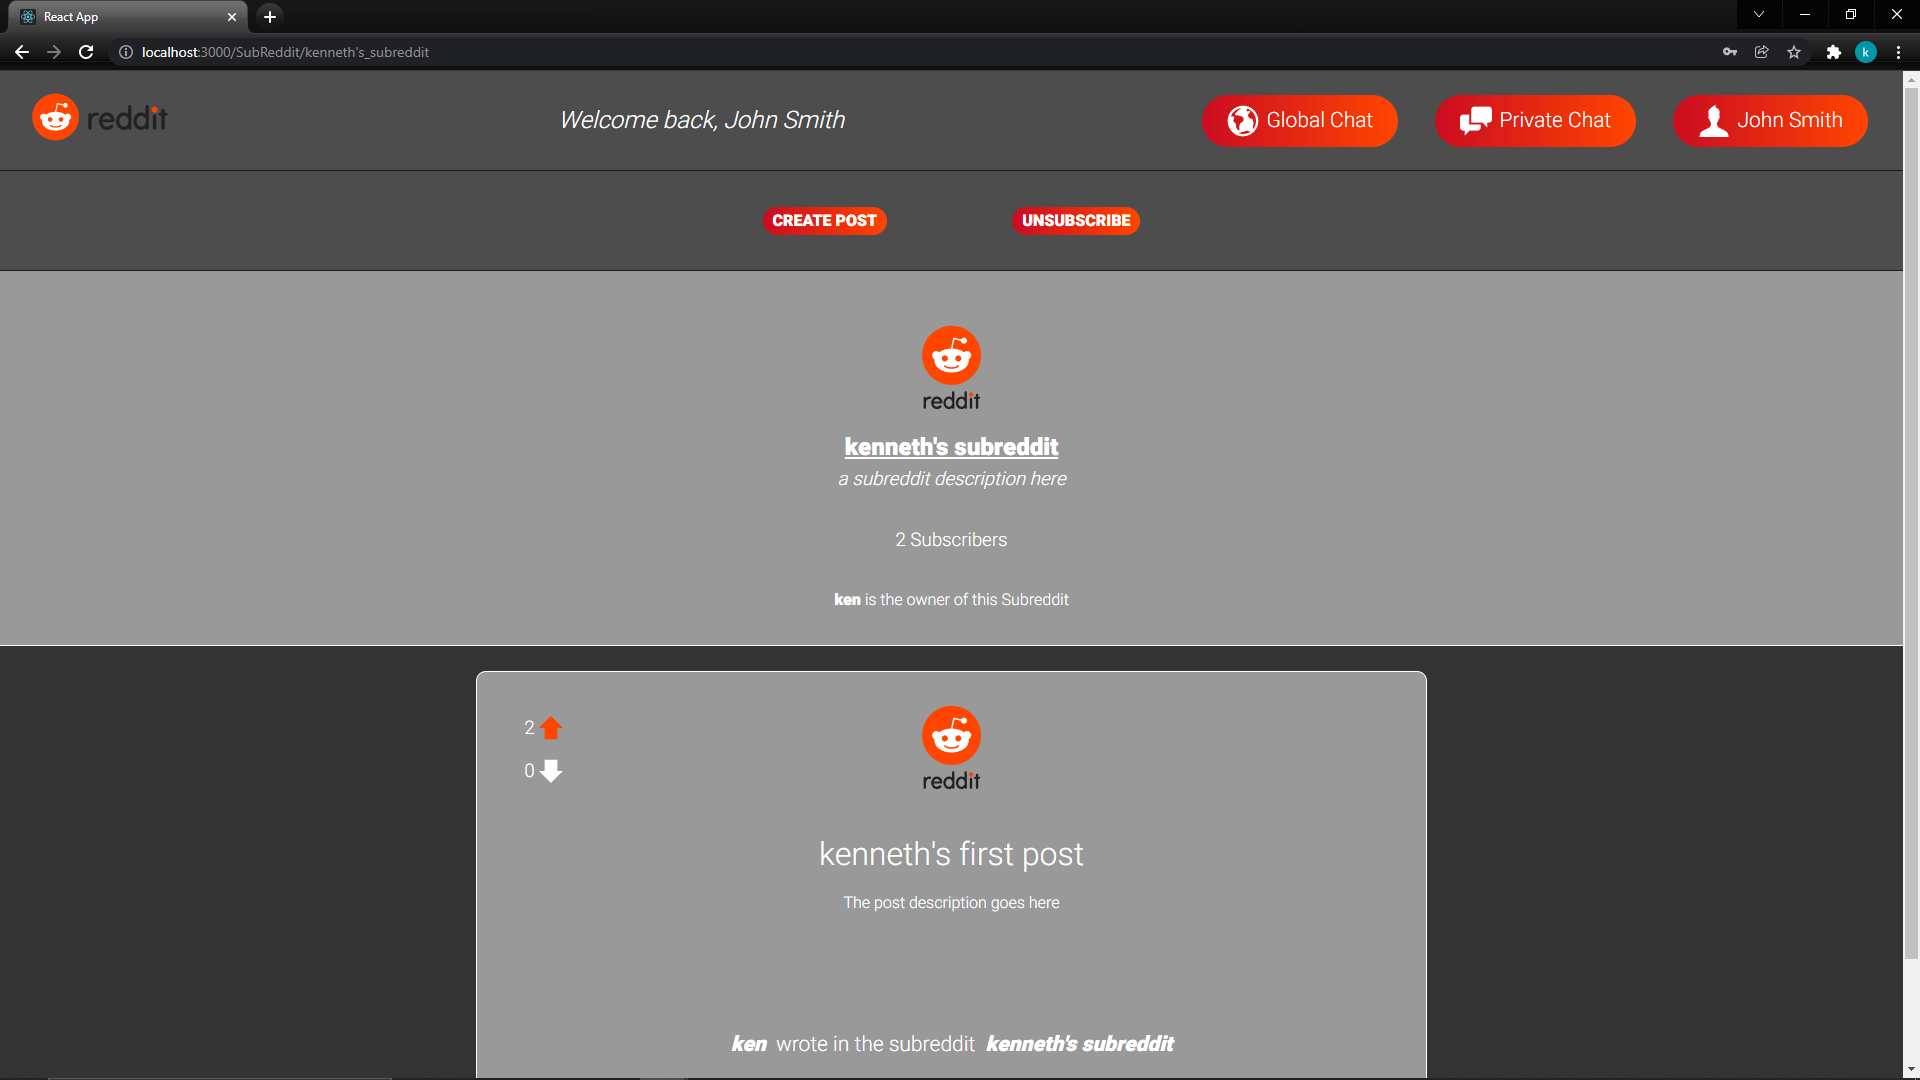 React App
localhost:3000/SubReddit/kenneth's_subreddit
k
reddit
Welcome back, John Smith
Global Chat
Private Chat
John Smith
CREATE POST
UNSUBSCRIBE
reddit
kenneth's subreddit
a subreddit description here
2 Subscribers
ken is the owner of this Subreddit
2
0
reddit
kenneth's first post
The post description goes here
ken wrote in the subreddit kenneth's subreddit